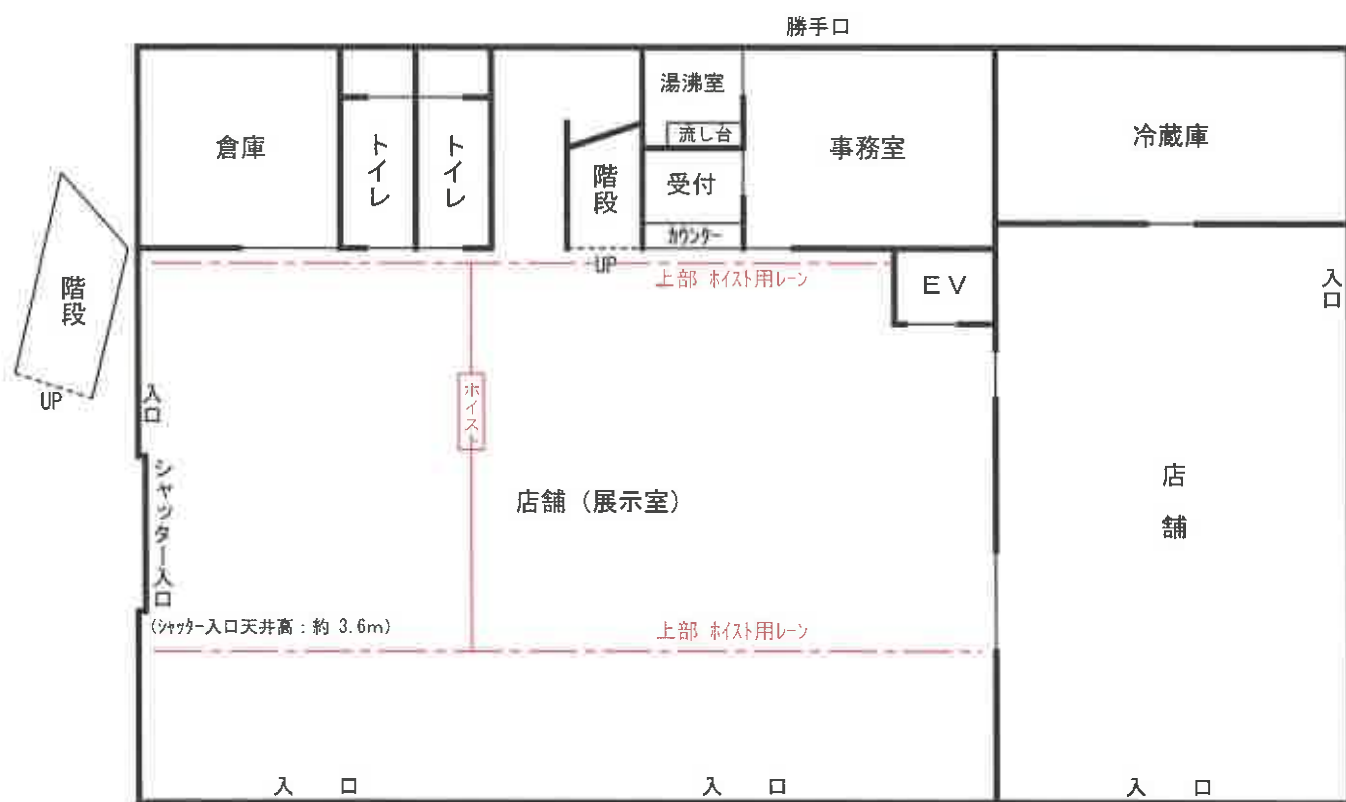 勝手口
湯沸室
流し台
倉庫
トイレ
トイレ
階段
受付
カウンター
事務室
冷蔵庫
UP
上部 ホイスト用レーン
EV
入口
階段
UP
入口
ホイスト
シャッター入口
店舗（展示室）
店舗
(シャッター入口天井高：約 3.6m)
上部 ホイスト用レーン
入 口
入 口
入 口